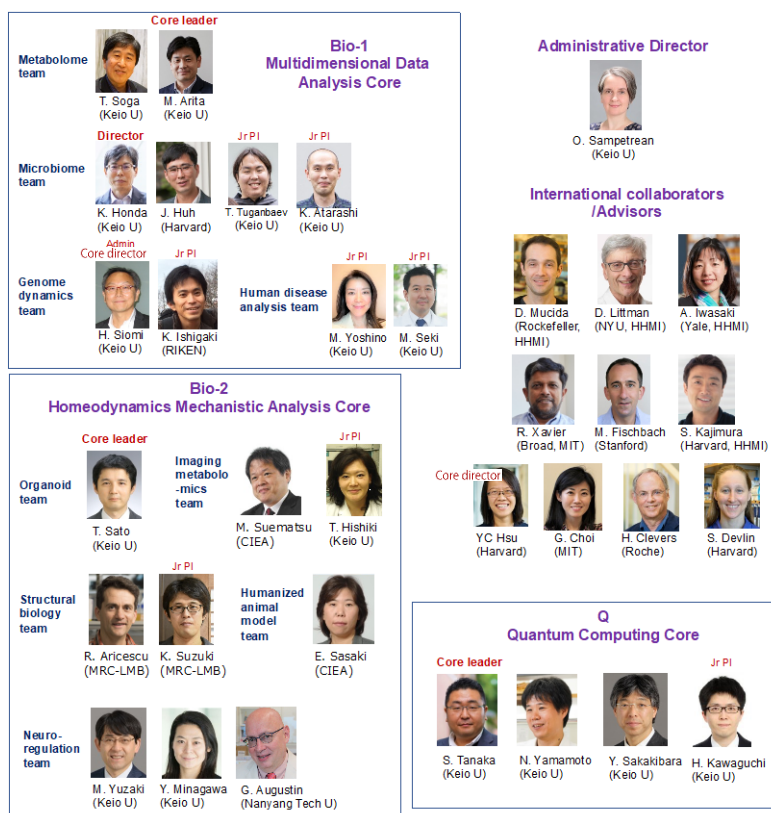 Core leader
Metabolome
team
T. Soga
(Keio U)
M. Arita
(Keio U)
Bio-1
Multidimensional Data
Analysis Core
Director
Jr PI
Jr PI
Microbiome
team
K. Honda
(Keio U)
J. Huh
(Harvard)
T. Tuganbaev
(Keio U)
K. Atarashi
(Keio U)
Admin
Core director
Jr PI
Genome
dynamics
team
H. Siomi
(Keio U)
K. Ishigaki
(RIKEN)
Human disease
analysis team
Jr PI
Jr PI
M. Yoshino
(Keio U)
M. Seki
(Keio U)
Bio-2
Homeodynamics Mechanistic Analysis Core
Core leader
Organoid
team
T. Sato
(Keio U)
Imaging
metabolo
-mics
team
Jr PI
M. Suematsu
(CIEA)
T. Hishiki
(Keio U)
Structural
biology
team
Jr PI
R. Aricescu
(MRC-LMB)
K. Suzuki
(MRC-LMB)
Humanized
animal
model
team
E. Sasaki
(CIEA)
Neuro-
regulation
team
M. Yuzaki
(Keio U)
Y. Minagawa
(Keio U)
G. Augustin
(Nanyang Tech U)
Administrative Director
O. Sampetrean
(Keio U)
International collaborators
/Advisors
D. Mucida
(Rockefeller,
HHMI)
D. Littman
(NYU, HHMI)
A. Iwasaki
(Yale, HHMI)
R. Xavier
(Broad, MIT)
M. Fischbach
(Stanford)
S. Kajimura
(Harvard, HHMI)
Core director
YC Hsu
(Harvard)
G. Choi
(MIT)
H. Clevers
(Roche)
S. Devlin
(Harvard)
Q
Quantum Computing Core
Core leader
Jr PI
S. Tanaka
(Keio U)
N. Yamamoto
(Keio U)
Y. Sakakibara
(Keio U)
H. Kawaguchi
(Keio U)